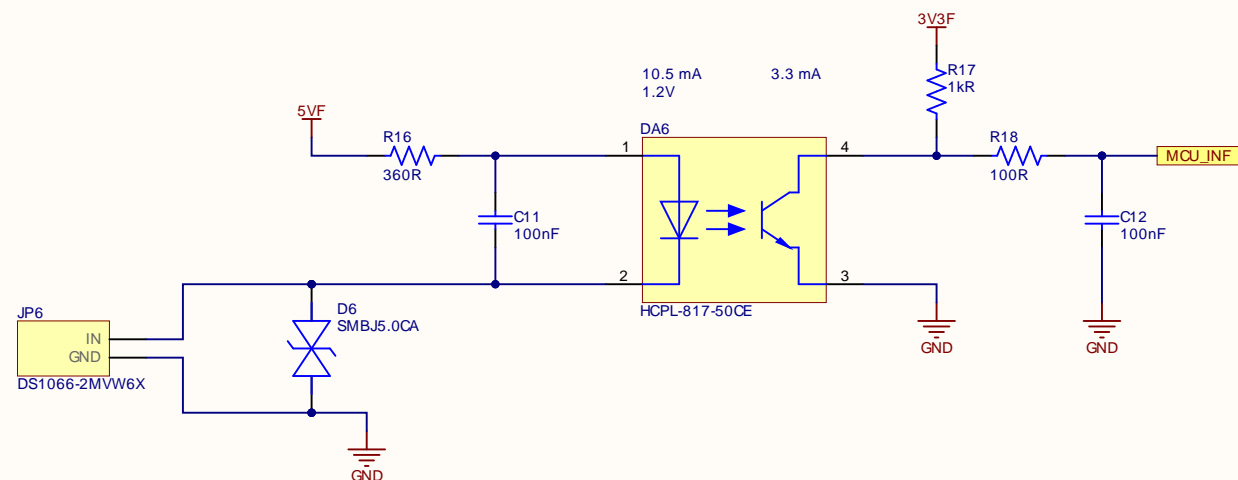 3V3F
10.5 mA
3.3 mA
1.2V
R17
1kR
5VF
DA6
R16
360R
1
4
R18
100R
MCU_INF
C11
100nF
C12
100nF
2
3
HCPL-817-50CE
JP6
IN
GND
DS1066-2MVW6X
D6
SMBJ5.0CA
GND
GND
GND